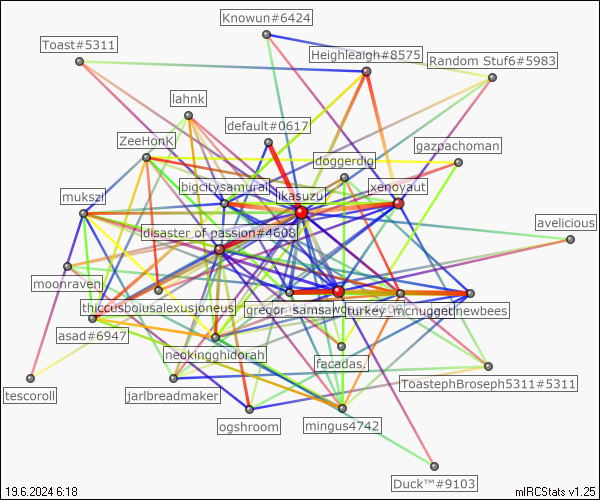 Knowun#6424
Toast#5311
Heighleaigh#8575
Random Stuf6#5983
lahnk
default#0617
ZeeHonK
gazpachoman
doggerdig
bigcitysamurai
xenoyaut
ikasuzu
mukszi
avelicious
disaster of passion#4608
moonraven
thiccusboiusalexusjoneus
gregor_samsawou
turkey_mcnugget
newbees
asad#6947
neokingghidorah
facadas.
tescoroll
jarlbreadmaker
ToastephBroseph5311#5311
ogshroom
mingus4742
Duck™#9103
19.6.2024 6:18
mIRCStats v1.25